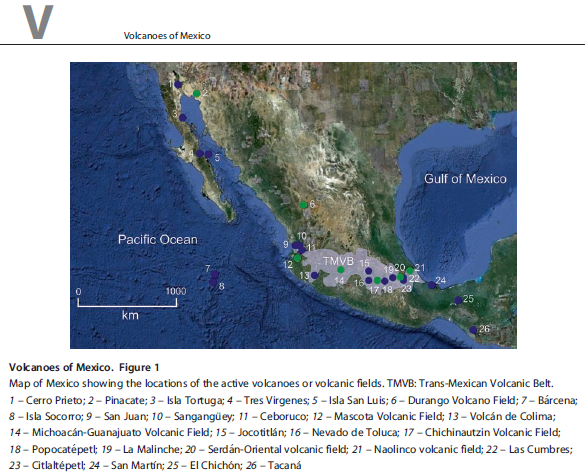 V
Volcanoes of Mexico
1
2
3
4
5
6
Gulf of Mexico
Pacific Ocean
10
9
11
12
TMVB
15
19
20
21
7
8
13
14
16
17
18
22
23
24
25
26
0
1000
km
Volcanoes of Mexico. Figure 1
Map of Mexico showing the locations of the active volcanoes or volcanic fields. TMVB: Trans-Mexican Volcanic Belt.
1 – Cerro Prieto; 2 – Pinacate; 3 – Isla Tortuga; 4 – Tres Virgenes; 5 – Isla San Luis; 6 – Durango Volcano Field; 7 – Bárcena;
8 – Isla Socorro; 9 – San Juan; 10 – Sangangüey; 11 – Ceboruco; 12 – Mascota Volcanic Field; 13 – Volcán de Colima;
14 – Michoacán-Guanajuato Volcanic Field; 15 – Jocotitlán; 16 – Nevado de Toluca; 17 – Chichinautzin Volcanic Field;
18 – Popocatépetl; 19 – La Malinche; 20 – Serdán-Oriental volcanic field; 21 – Naolinco volcanic field; 22 – Las Cumbres;
23 – Citlaltépetl; 24 – San Martín; 25 – El Chichón; 26 – Tacaná